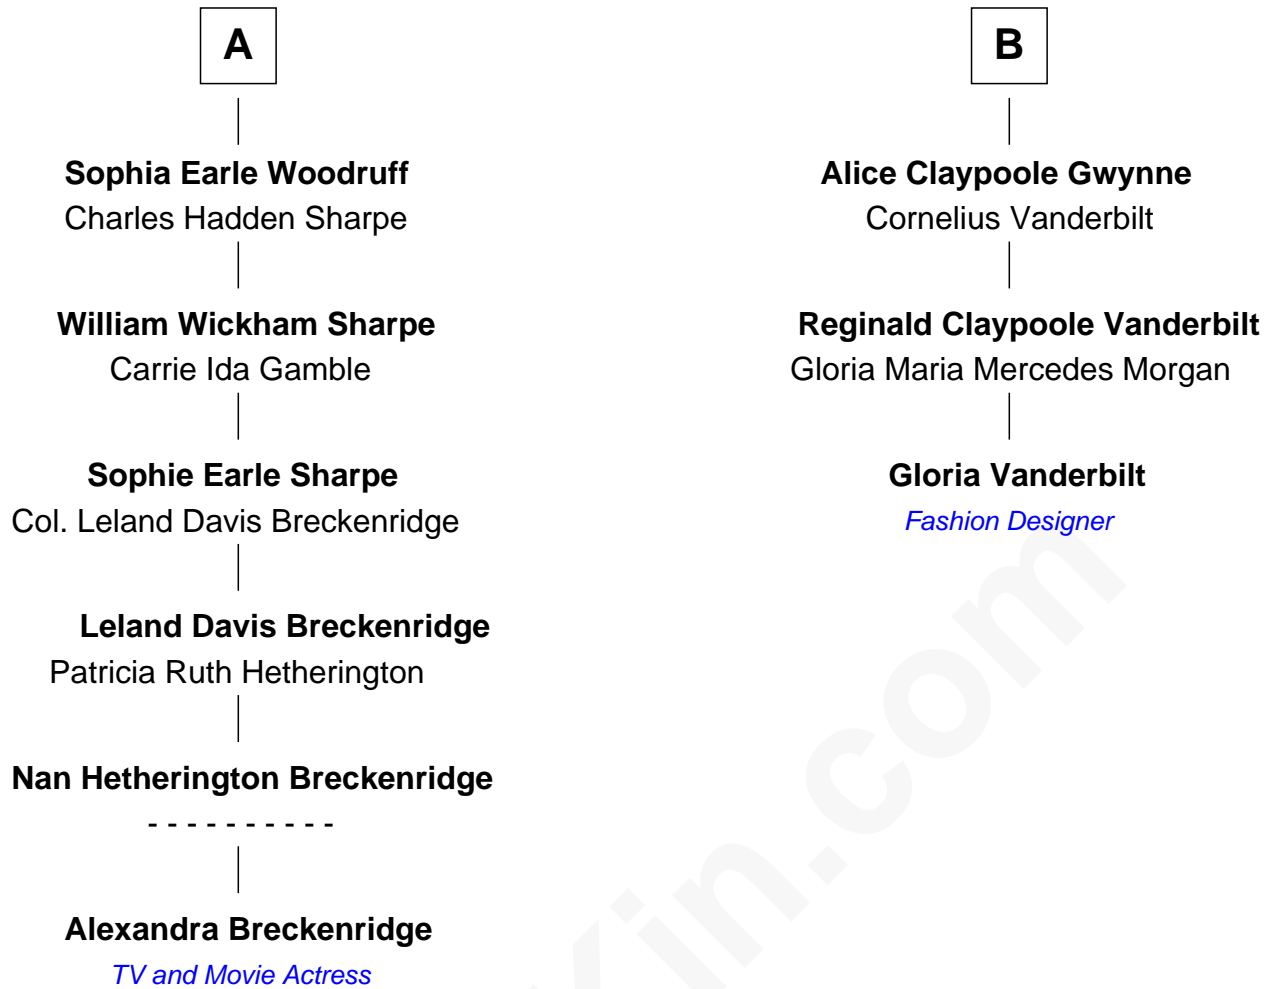 A
Sophia Earle Woodruff
Charles Hadden Sharpe
William Wickham Sharpe
Carrie Ida Gamble
Sophie Earle Sharpe
Col. Leland Davis Breckenridge
Leland Davis Breckenridge
Patricia Ruth Hetherington
Nan Hetherington Breckenridge
- - - - - - - - - -
Alexandra Breckenridge
TV and Movie Actress
B
Alice Claypoole Gwynne
Cornelius Vanderbilt
Reginald Claypoole Vanderbilt
Gloria Maria Mercedes Morgan
Gloria Vanderbilt
Fashion Designer
Kin.com